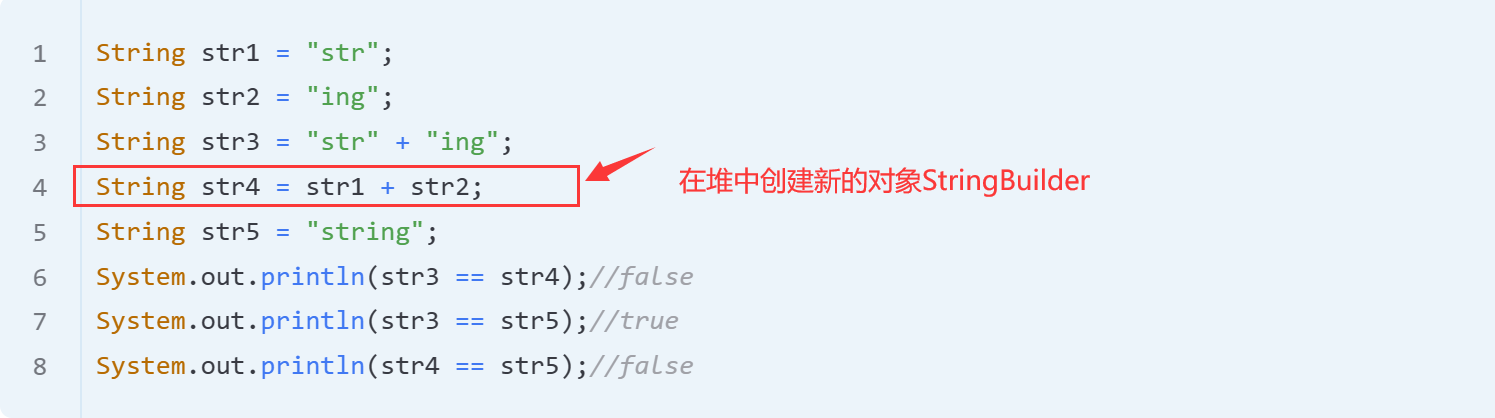 1 String str1 = "str";
2 String str2 = "ing";
3 String str3 = "str" + "ing";
4 String str4 = str1 + str2; 在堆中创建新的对象StringBuilder
5 String str5 = "string";
6 System.out.println(str3 == str4);//false
7 System.out.println(str3 == str5);//true
8 System.out.println(str4 == str5);//false